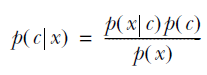 p(c|x) = p(x|c)p(c) / p(x)